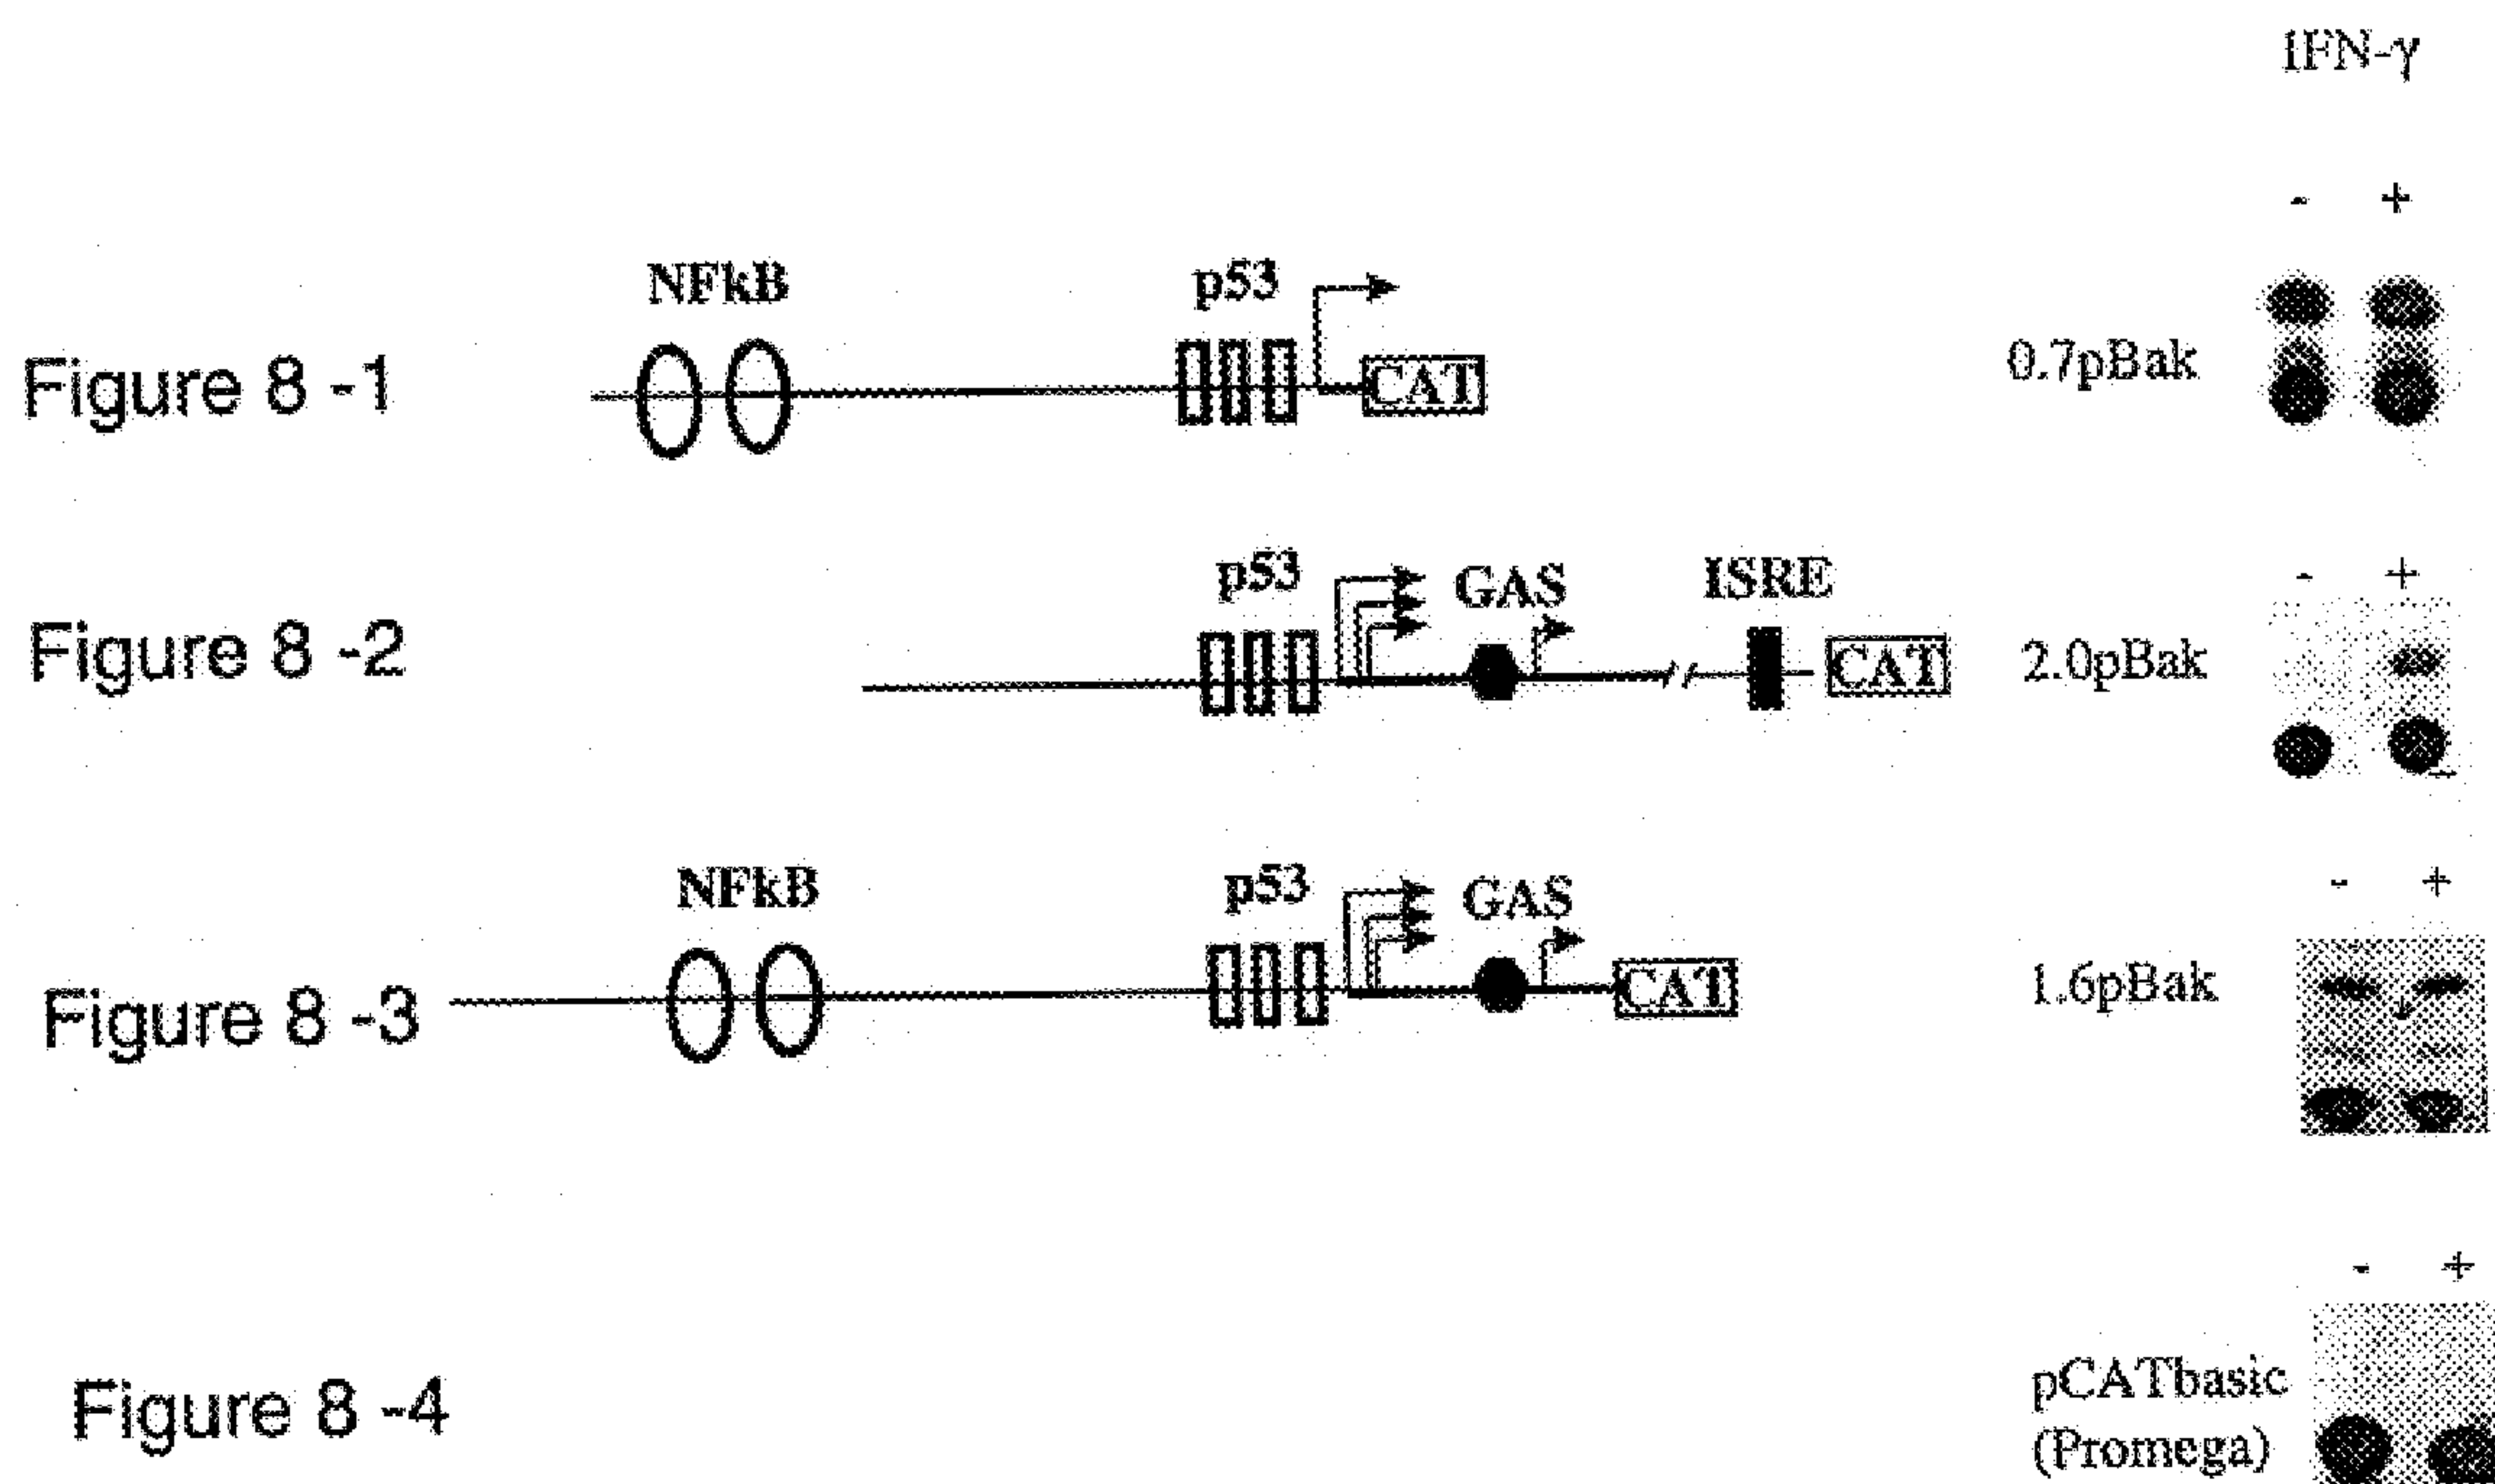 IFN-γ
- +
NFkB p53
Figure 8 -1 CAT 0.7pBak
p53 GAS ISRE - +
Figure 8 -2 CAT 2.0pBak
NFkB p53 GAS - +
Figure 8 -3 CAT 1.6pBak
- +
Figure 8 -4 pCATbasic
(Promega)